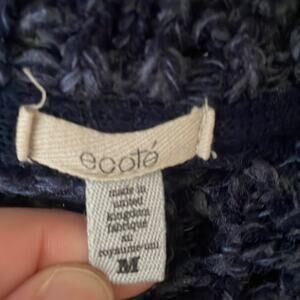 ecoté
made in
united
kingdom
fabriqué
au
royaume-uni
M